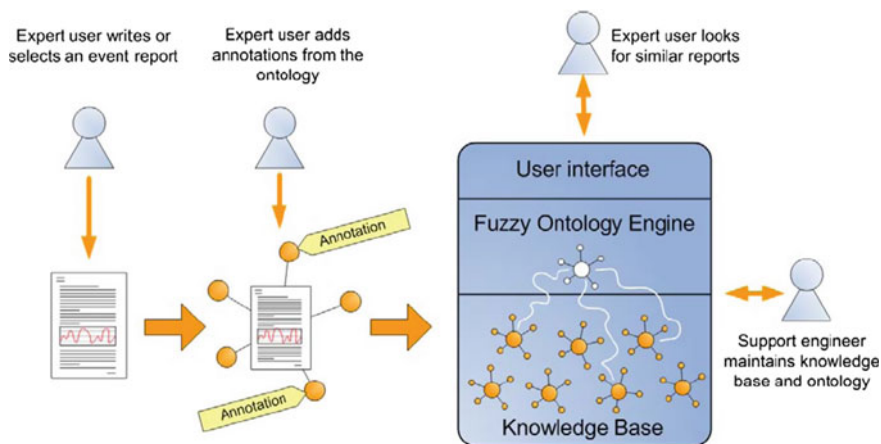 Expert user writes or
selects an event report
Expert user adds
annotations from the
ontology
Expert user looks
for similar reports
User interface
Fuzzy Ontology Engine
Annotation
Annotation
Knowledge Base
Support engineer
maintains knowledge
base and ontology